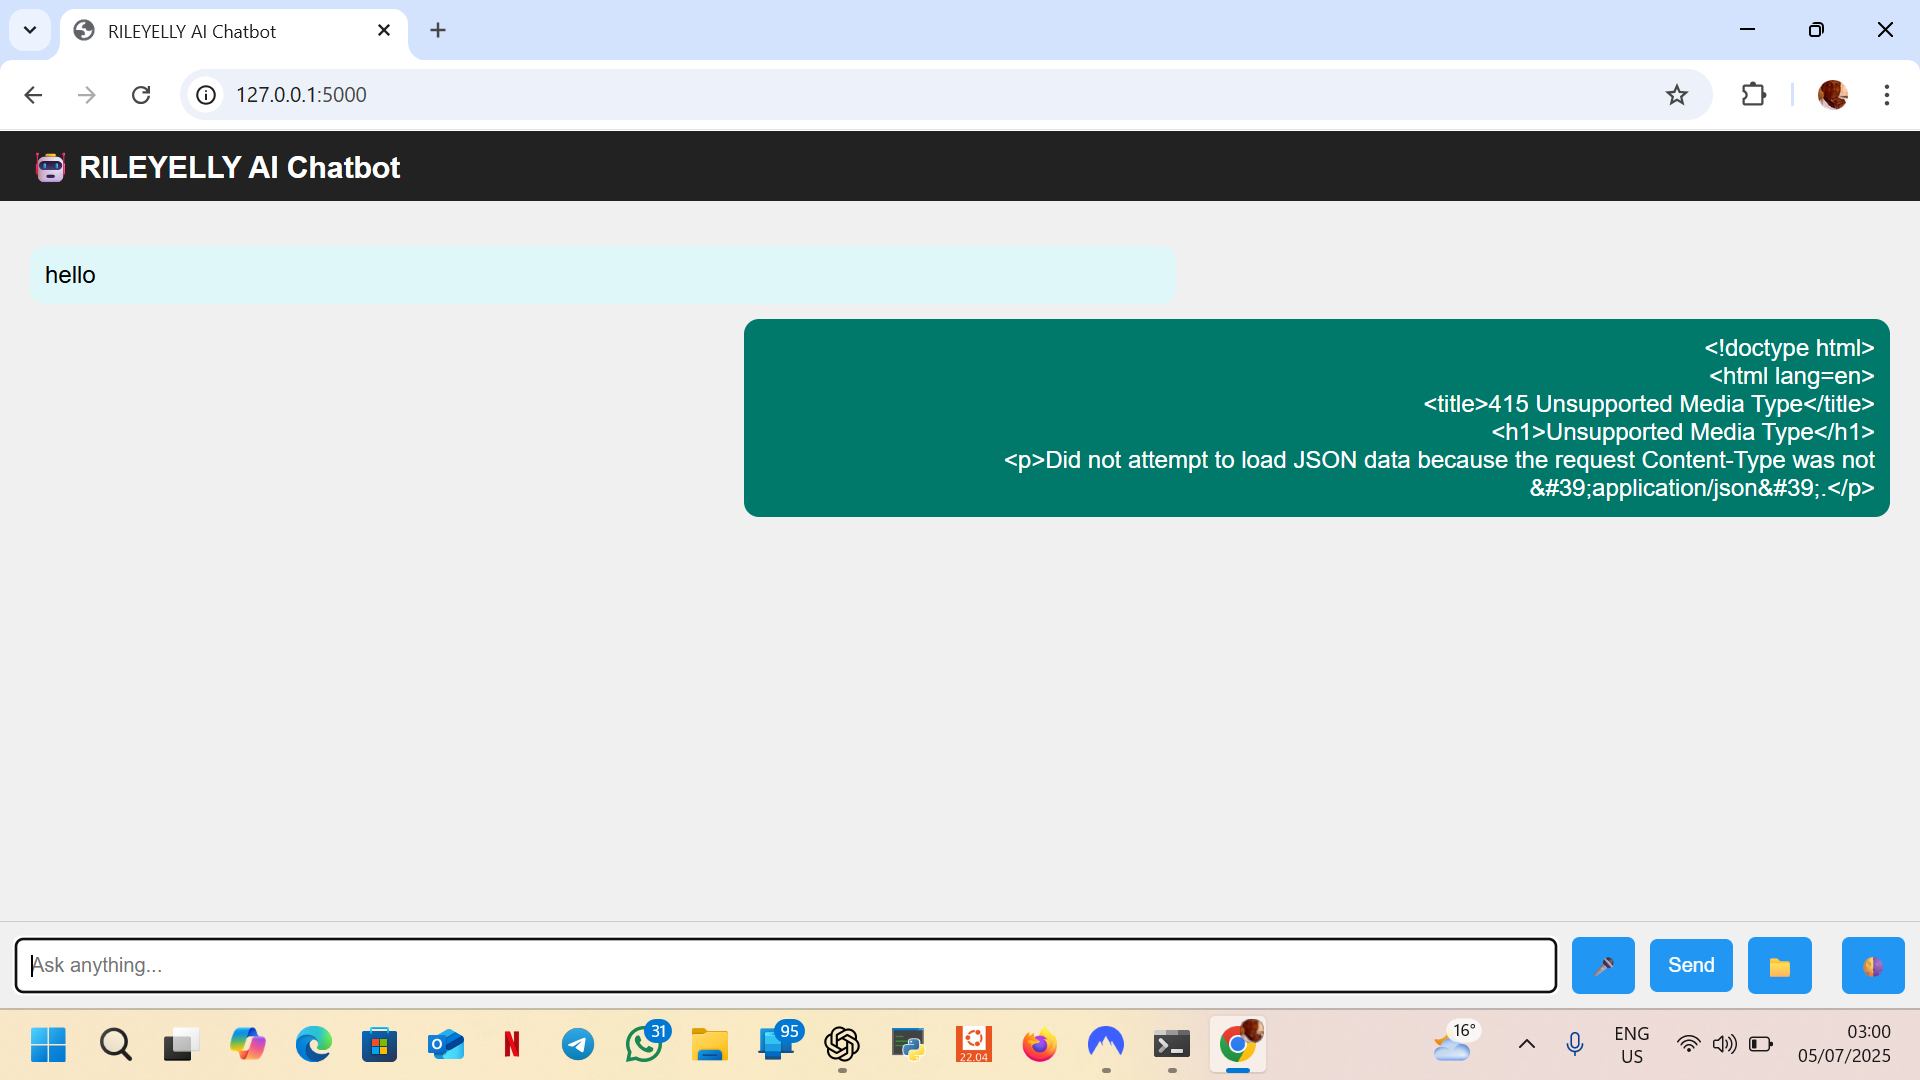 RILEYELLY AI Chatbot
127.0.0.1:5000
RILEYELLY AI Chatbot
hello
<!doctype html>
<html lang=en>
<title>415 Unsupported Media Type</title>
<h1>Unsupported Media Type</h1>
<p>Did not attempt to load JSON data because the request Content-Type was not
&#39;application/json&#39;.</p>
Ask anything...
Send
31
95
22.04
16°
ENG
US
03:00
05/07/2025